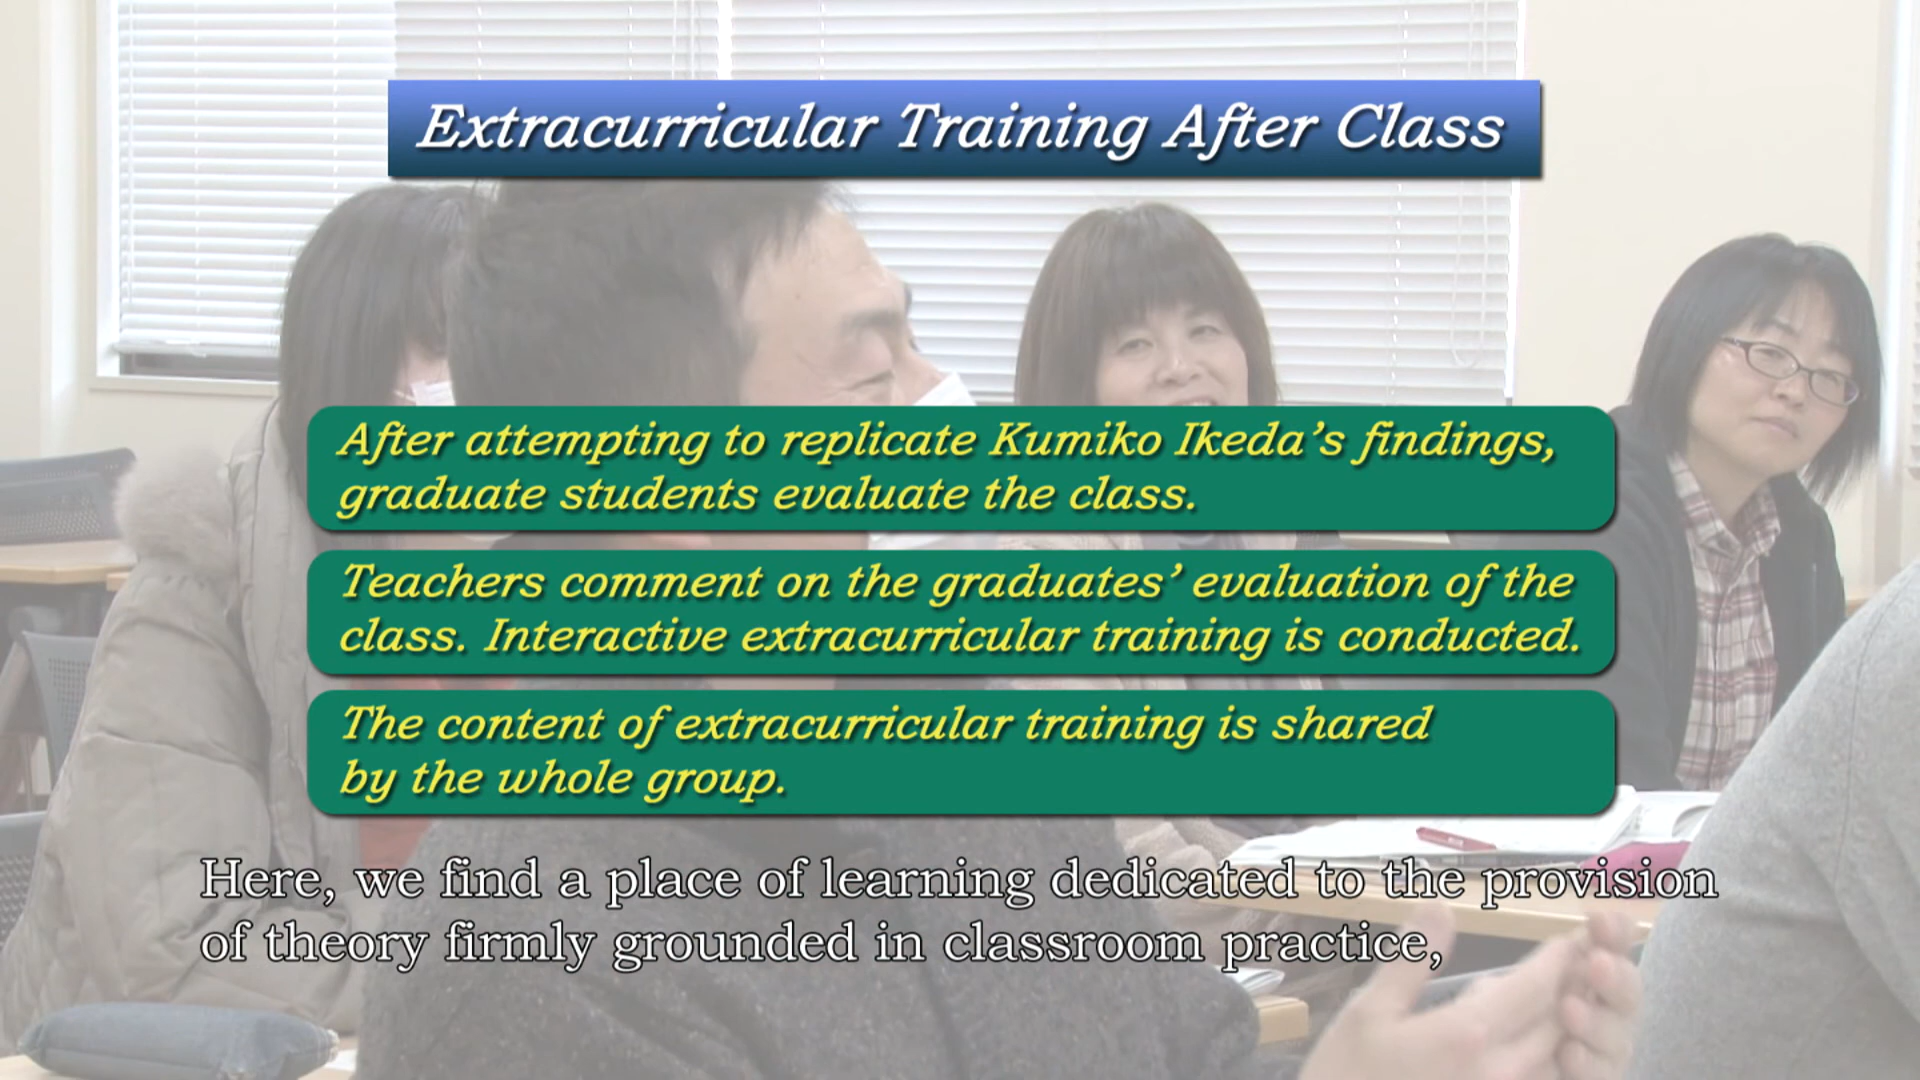 Extracurricular Training After Class
After attempting to replicate Kumiko Ikeda's findings,
graduate students evaluate the class.
Teachers comment on the graduates' evaluation of the
class. Interactive extracurricular training is conducted.
The content of extracurricular training is shared
by the whole group.
Here, we find a place of learning dedicated to the provision
of theory firmly grounded in classroom practice,